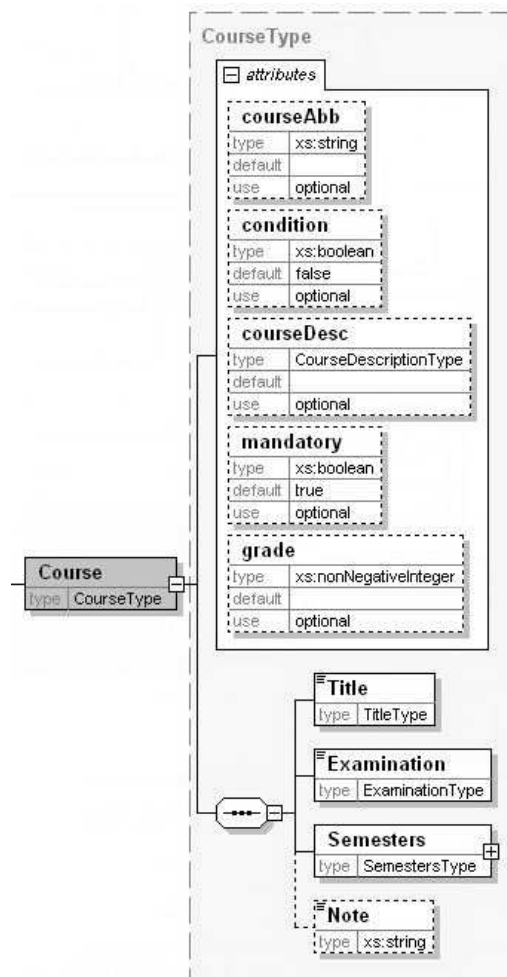 CourseType
attributes
courseAbb
type xs:string
default
use optional
condition
type xs:boolean
default false
use optional
courseDesc
type CourseDescriptionType
default
use optional
mandatory
type xs:boolean
default true
use optional
grade
type xs:nonNegativeInteger
default
use optional
Course
type CourseType
Title
type TitleType
Examination
type ExaminationType
Semesters
type SemestersType
Note
type xs:string